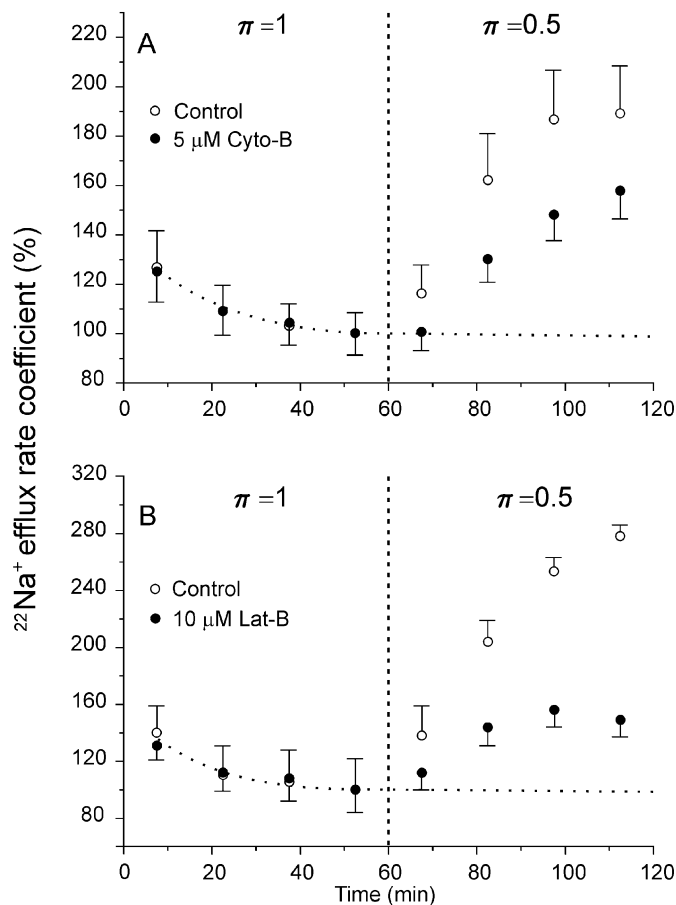 ²²Na⁺ efflux rate coefficient (%)
A
π =1
π =0.5
220
200
180
160
140
120
100
80
Control
5 μM Cyto-B
0 20 40 60 80 100 120
B
π =1
π =0.5
320
280
240
200
160
120
80
Control
10 μM Lat-B
0 20 40 60 80 100 120
Time (min)